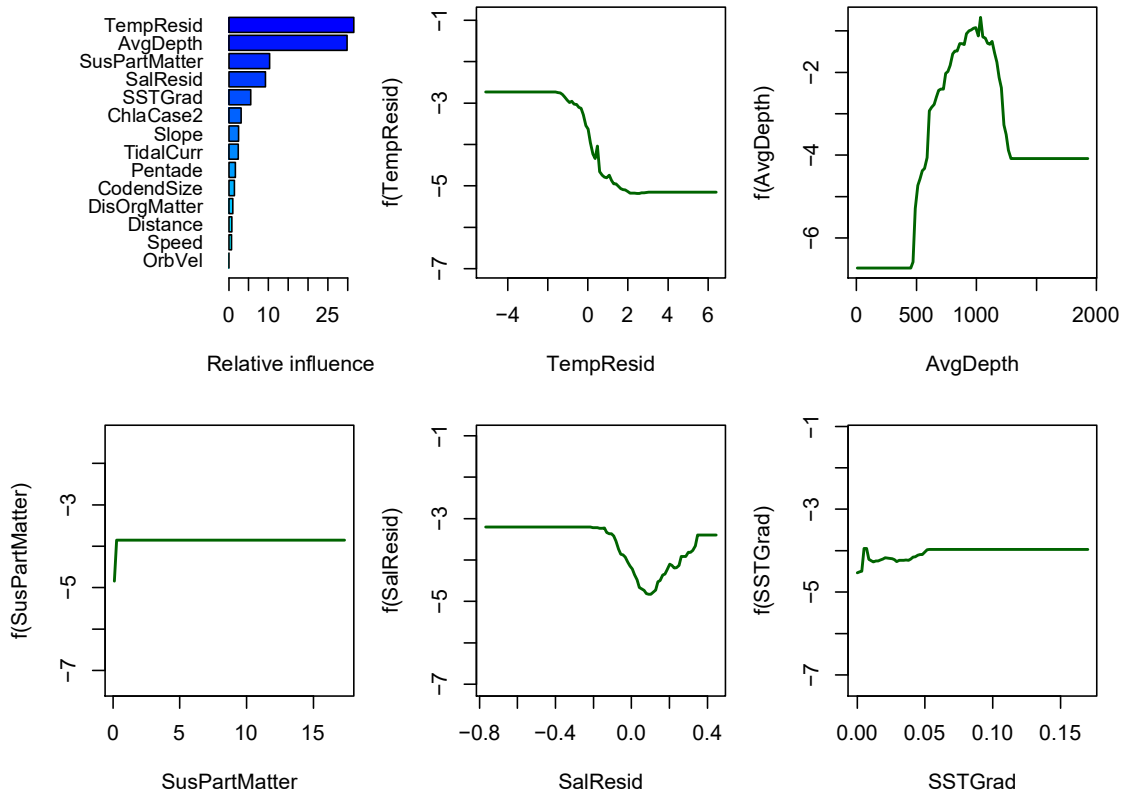 TempResid
AvgDepth
SusPartMatter
SalResid
SSTGrad
ChlaCase2
Slope
TidalCurr
Pentade
CodendSize
DisOrgMatter
Distance
Speed
OrbVel
0 10 25
Relative influence
f(TempResid)
−1
−3
−5
−7
−4 0 2 4 6
TempResid
f(AvgDepth)
−2
−4
−6
0 500 1000 2000
AvgDepth
f(SusPartMatter)
−3
−5
−7
0 5 10 15
SusPartMatter
f(SalResid)
−1
−3
−5
−7
−0.8 −0.4 0.0 0.4
SalResid
f(SSTGrad)
−1
−3
−5
−7
0.00 0.05 0.10 0.15
SSTGrad